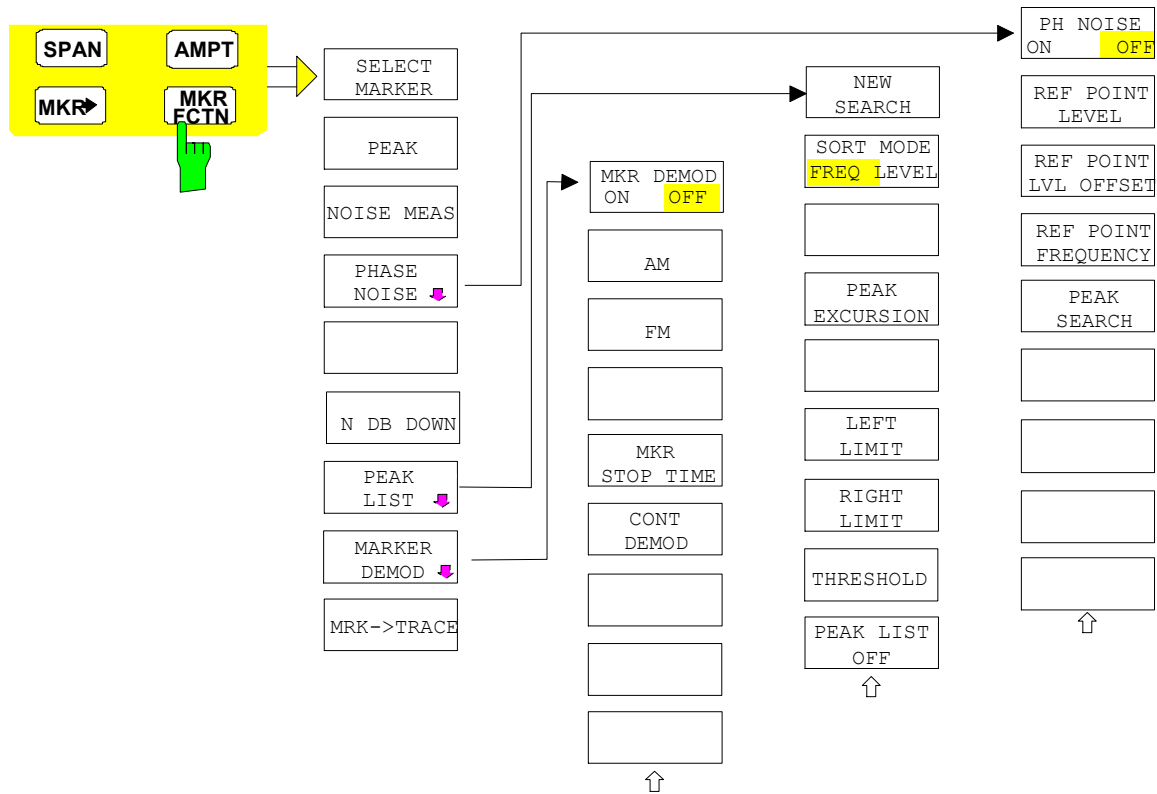 SPAN
AMPT
MKR
MKR
FCTN
SELECT
MARKER
PEAK
NOISE MEAS
PHASE
NOISE
N DB DOWN
PEAK
LIST
MARKER
DEMOD
MRK->TRACE
MKR DEMOD
ON OFF
AM
FM
MKR
STOP TIME
CONT
DEMOD
NEW
SEARCH
SORT MODE
FREQ LEVEL
PEAK
EXCURSION
LEFT
LIMIT
RIGHT
LIMIT
THRESHOLD
PEAK LIST
OFF
PH NOISE
ON OFF
REF POINT
LEVEL
REF POINT
LVL OFFSET
REF POINT
FREQUENCY
PEAK
SEARCH